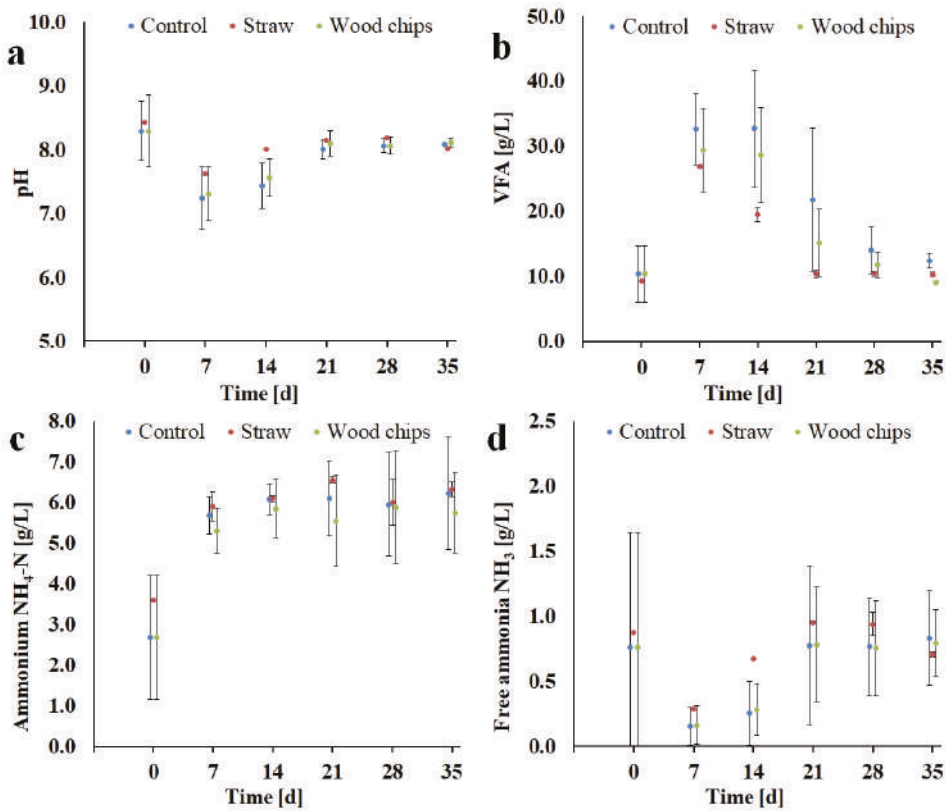 a
Control Straw Wood chips
pH
10.0
9.0
8.0
7.0
6.0
5.0
0 7 14 21 28 35
Time [d]
b
Control Straw Wood chips
VFA [g/L]
50.0
40.0
30.0
20.0
10.0
0.0
0 7 14 21 28 35
Time [d]
c
Control Straw Wood chips
Ammonium NH₄-N [g/L]
8.0
7.0
6.0
5.0
4.0
3.0
2.0
1.0
0.0
0 7 14 21 28 35
Time [d]
d
Control Straw Wood chips
Free ammonia NH₃ [g/L]
2.5
2.0
1.5
1.0
0.5
0.0
0 7 14 21 28 35
Time [d]